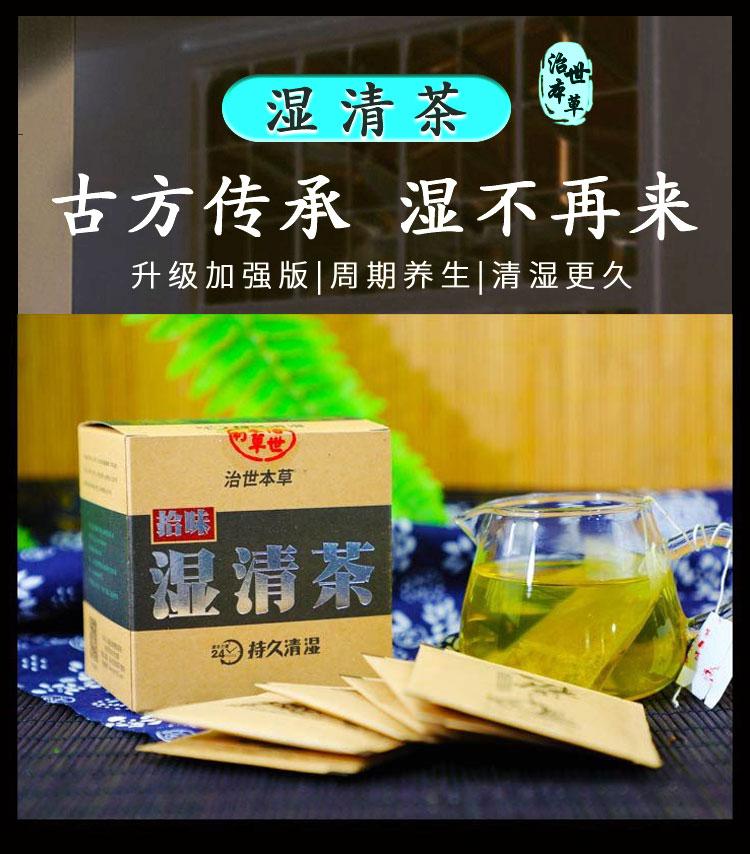 湿清茶
治世
本草
古方传承 湿不再来
升级加强版|周期养生|清湿更久
草世
治世本草
拾味
湿清茶
24 持久清湿